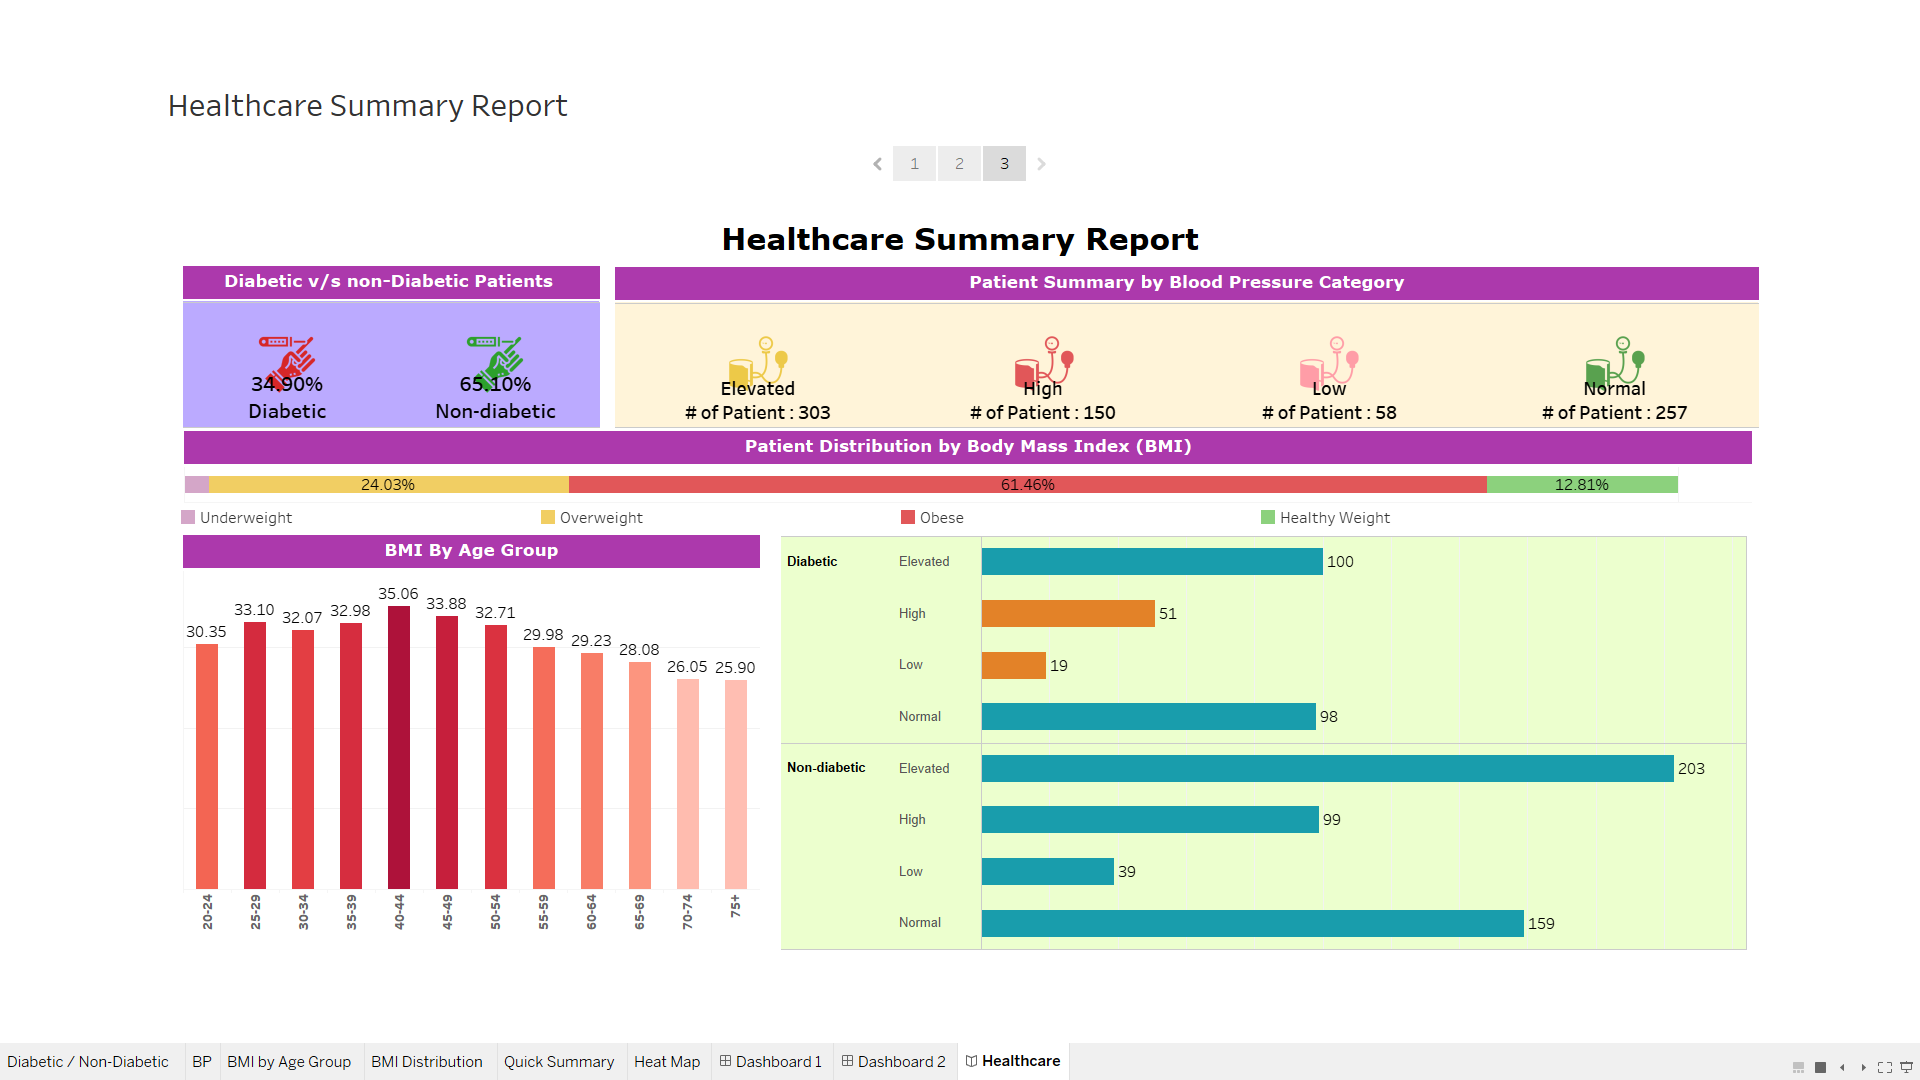 Healthcare Summary Report
1 2 3
Healthcare Summary Report
Diabetic v/s non-Diabetic Patients
34.90%
Diabetic
65.10%
Non-diabetic
Patient Summary by Blood Pressure Category
Elevated
# of Patient : 303
High
# of Patient : 150
Low
# of Patient : 58
Normal
# of Patient : 257
Patient Distribution by Body Mass Index (BMI)
24.03% 61.46% 12.81%
Underweight Overweight Obese Healthy Weight
BMI By Age Group
30.35 33.10 32.07 32.98 35.06 33.88 32.71 29.98 29.23 28.08 26.05 25.90
20-24 25-29 30-34 35-39 40-44 45-49 50-54 55-59 60-64 65-69 70-74 75+
Diabetic Elevated 100
High 51
Low 19
Normal 98
Non-diabetic Elevated 203
High 99
Low 39
Normal 159
Diabetic / Non-Diabetic BP BMI by Age Group BMI Distribution Quick Summary Heat Map Dashboard 1 Dashboard 2 Healthcare